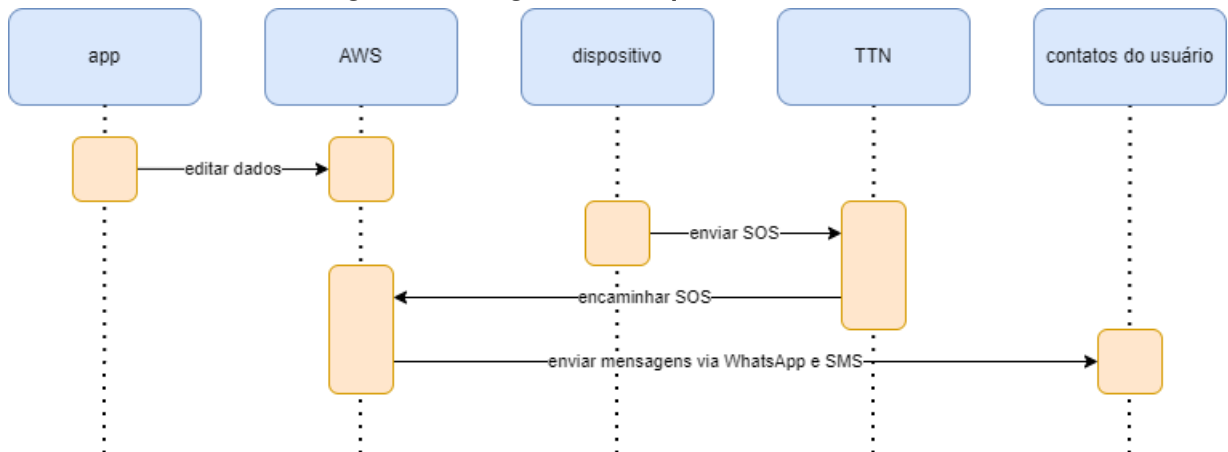 app
AWS
dispositivo
TTN
contatos do usuário
editar dados
enviar SOS
encaminhar SOS
enviar mensagens via WhatsApp e SMS